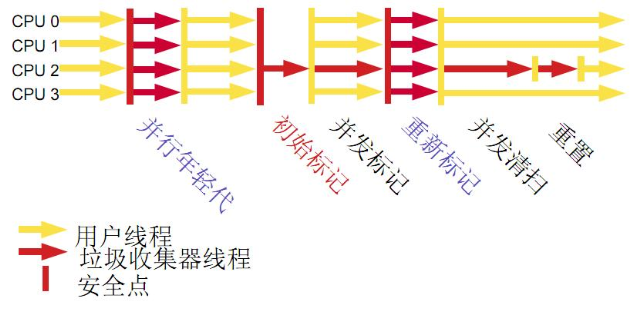 CPU 0
CPU 1
CPU 2
CPU 3
并行年轻代
初始标记
并发标记
重新标记
并发清扫
重置
用户线程
垃圾收集器线程
安全点